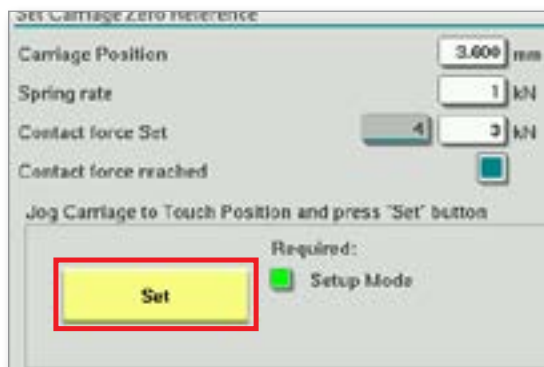 Set Carriage Zero Reference
Carriage Position 3.600 mm
Spring rate 1 kN
Contact force Set 4 3 kN
Contact force reached
Jog Carriage to Touch Position and press "Set" button
Required:
Setup Mode
Set